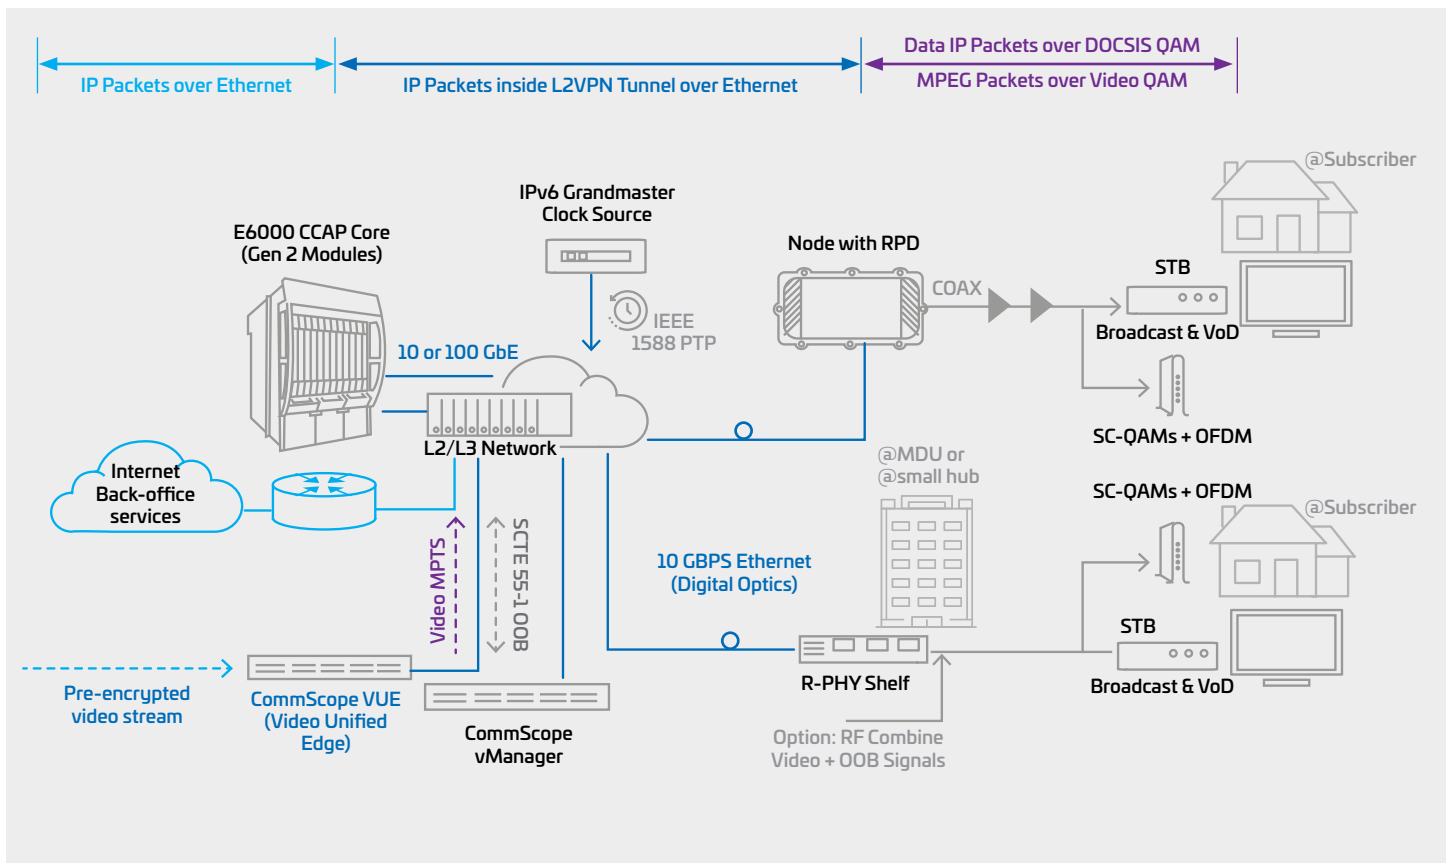 IP Packets over Ethernet
IP Packets inside L2VPN Tunnel over Ethernet
Data IP Packets over DOCSIS QAM
MPEG Packets over Video QAM
@Subscriber
IPv6 Grandmaster
Clock Source
E6000 CCAP Core
(Gen 2 Modules)
Node with RPD
STB
COAX
IEEE
1588 PTP
Broadcast & VoD
10 or 100 GbE
SC-QAMs + OFDM
L2/L3 Network
@MDU or
@small hub
Internet
Back-office
services
SC-QAMs + OFDM
@Subscriber
Video MPTS
SCTE 55-1 OOB
10 GBPS Ethernet
(Digital Optics)
STB
R-PHY Shelf
Broadcast & VoD
Pre-encrypted
video stream
CommScope VUE
(Video Unified
Edge)
CommScope
vManager
Option: RF Combine
Video + OOB Signals